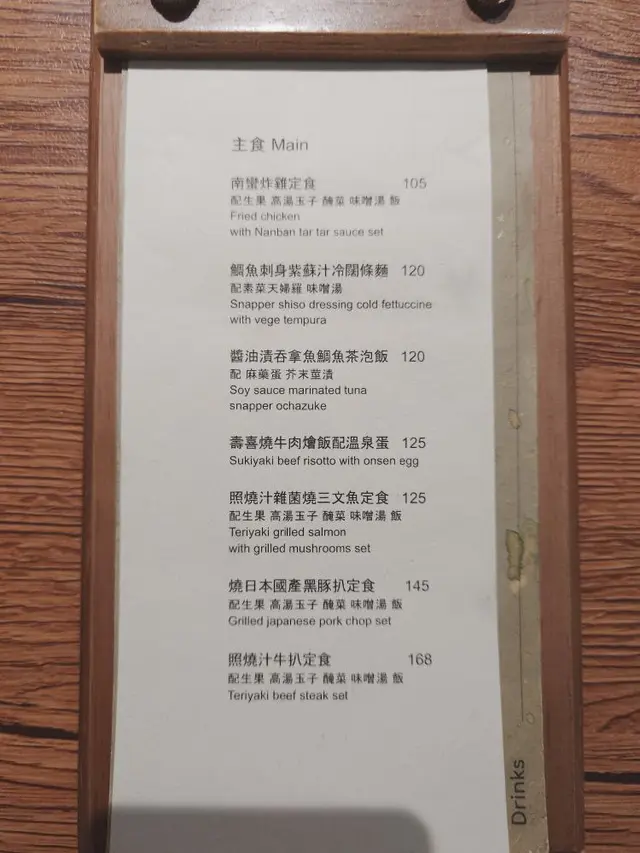 主食 Main
南蠻炸雞定食 105
配生果 高湯玉子 醃菜 味噌湯 飯
Fried chicken
with Nanban tar tar sauce set
鯛魚刺身紫蘇汁冷闊條麵 120
配素菜天婦羅 味噌湯
Snapper shiso dressing cold fettuccine
with vege tempura
醬油漬吞拿魚鯛魚茶泡飯 120
配 麻藥蛋 芥末莖漬
Soy sauce marinated tuna
snapper ochazuke
壽喜燒牛肉燴飯配溫泉蛋 125
Sukiyaki beef risotto with onsen egg
照燒汁雜菌燒三文魚定食 125
配生果 高湯玉子 醃菜 味噌湯 飯
Teriyaki grilled salmon
with grilled mushrooms set
燒日本國產黑豚扒定食 145
配生果 高湯玉子 醃菜 味噌湯 飯
Grilled japanese pork chop set
照燒汁牛扒定食 168
配生果 高湯玉子 醃菜 味噌湯 飯
Teriyaki beef steak set
Drinks